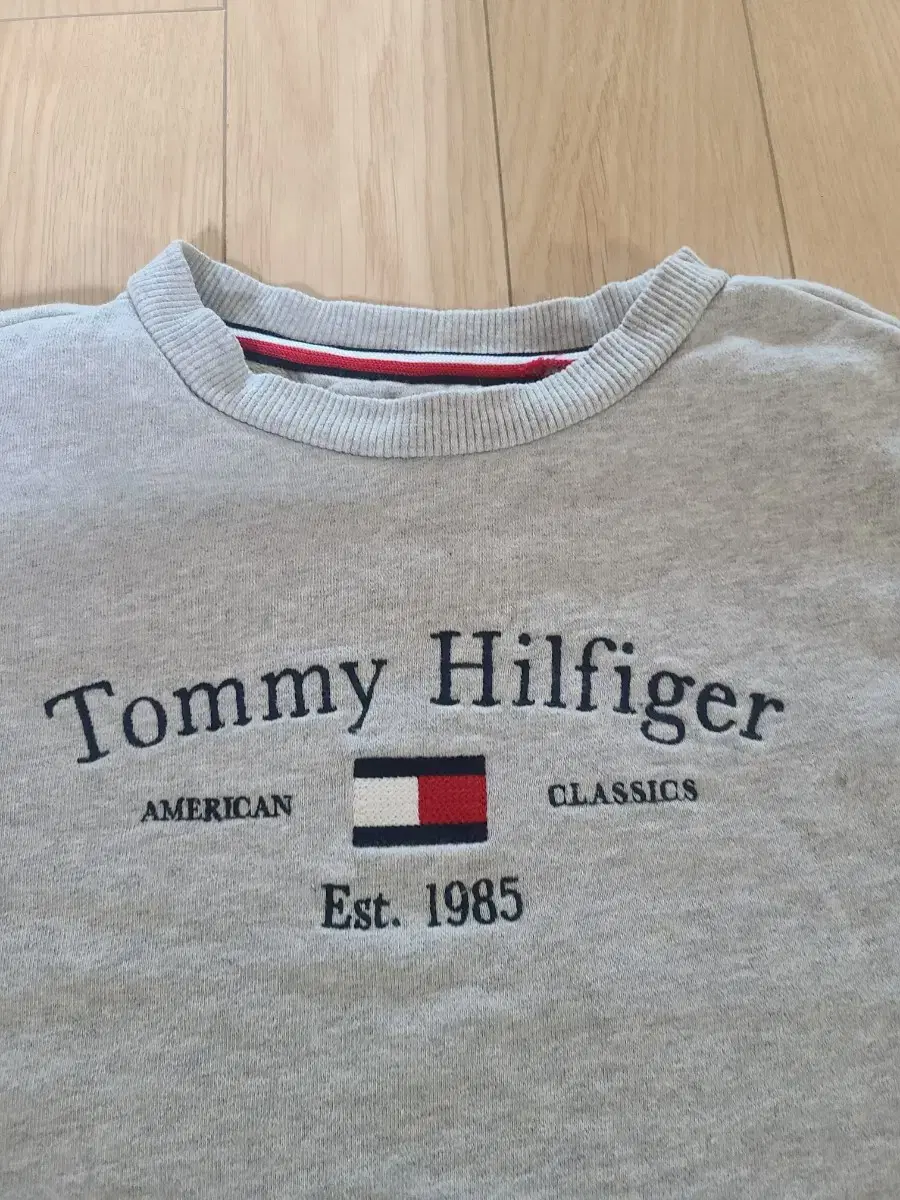 Tommy Hilfiger
AMERICAN CLASSICS
Est. 1985